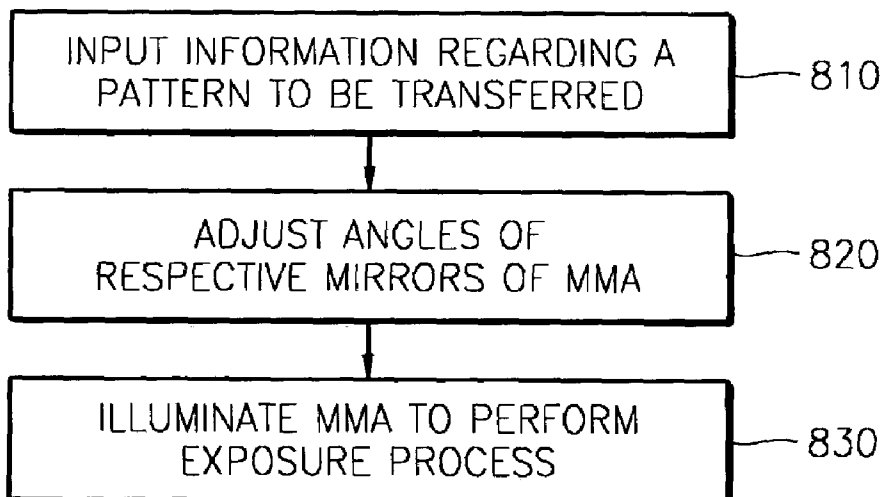 INPUT INFORMATION REGARDING A
PATTERN TO BE TRANSFERRED
810
ADJUST ANGLES OF
RESPECTIVE MIRRORS OF MMA
820
ILLUMINATE MMA TO PERFORM
EXPOSURE PROCESS
830